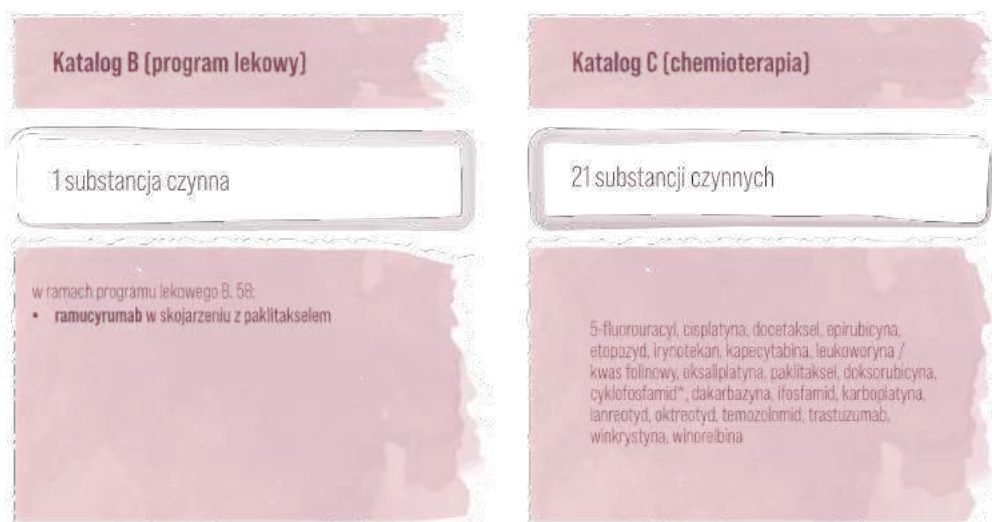 Katalog B (program lekowy)
1 substancja czynna
w ramach programu lekowego B. 58:
• ramucyrumab w skojarzeniu z paklitakselem
Katalog C (chemioterapia)
21 substancji czynnych
5-fluorouracyl, cisplatyna, docetaksel, epirubicyna,
etopozyd, irynotekan, kapecytabina, leukoworyna /
kwas folinowy, oksaliplatyna, paklitaksel, doksorubicyna,
cyklofosfamid*, dakarbazyna, ifosfamid, karboplatyna,
lanreotyd, oktreotyd, temozolomid, trastuzumab,
winkrystyna, winorelbina